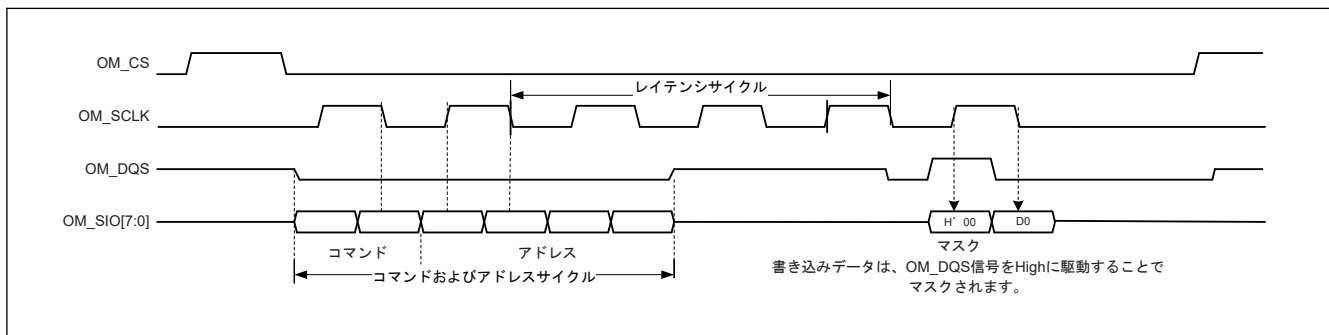 OM_CS
レイテンシサイクル
OM_SCLK
OM_DQS
OM_SIO[7:0]
H' 00
D0
コマンド
アドレス
マスク
コマンドおよびアドレスサイクル
書き込みデータは、OM_DQS信号をHighに駆動することで
マスクされます。